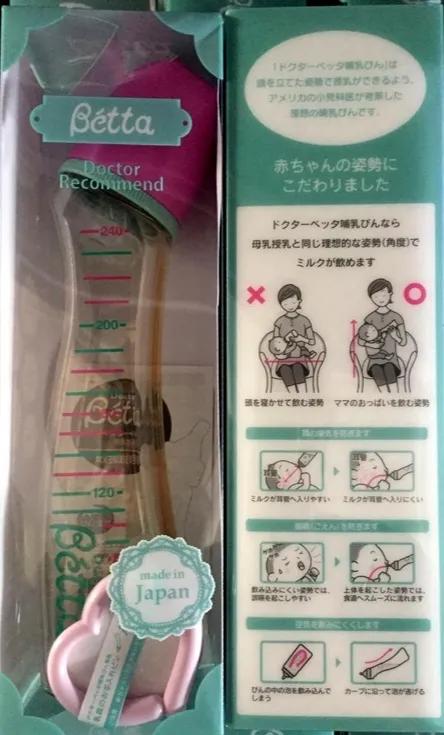 Bétta
Doctor
Recommend
240
200
Bétta
120
Bétta
made in
Japan
「ドクターベッタ哺乳びん」は
頭を立てた姿勢で授乳ができるよう、
アメリカの小児科医が考案した
理想の哺乳びんです。
赤ちゃんの姿勢に
こだわりました
ドクターベッタ哺乳びんなら
母乳授乳と同じ理想的な姿勢(角度)で
ミルクが飲めます
頭を寝かせて飲む姿勢
ママのおっぱいを飲む姿勢
耳の病気を防ぎます
耳管
耳管
ミルクが耳管へ入りやすい
ミルクが耳管へ入りにくい
誤嚥(ごえん)を防ぎます
飲み込みにくい姿勢では、
誤嚥を起こしやすい
上体を起こした姿勢では、
食道へスムーズに流れます
空気を飲みにくくします
びんの中の泡を飲み込んで
しまう
カーブに沿って泡が逃げる